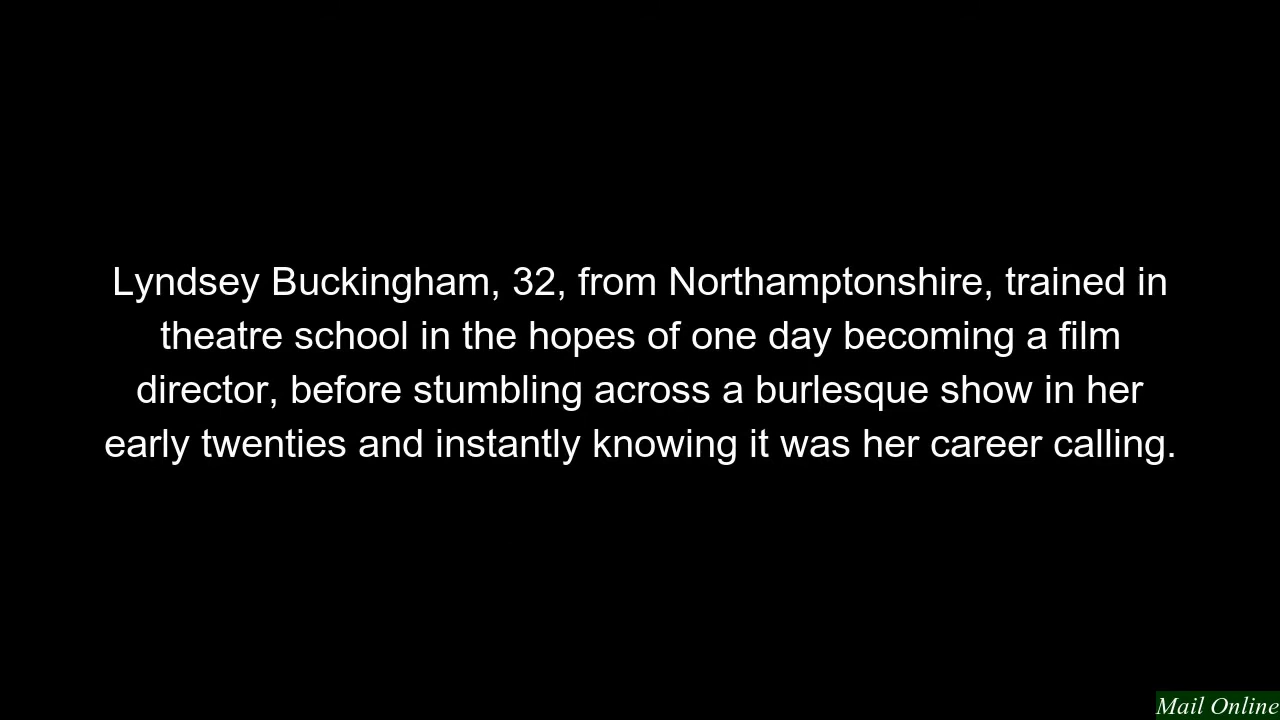 Lyndsey Buckingham, 32, from Northamptonshire, trained in
theatre school in the hopes of one day becoming a film
director, before stumbling across a burlesque show in her
early twenties and instantly knowing it was her career calling.
Mail Online